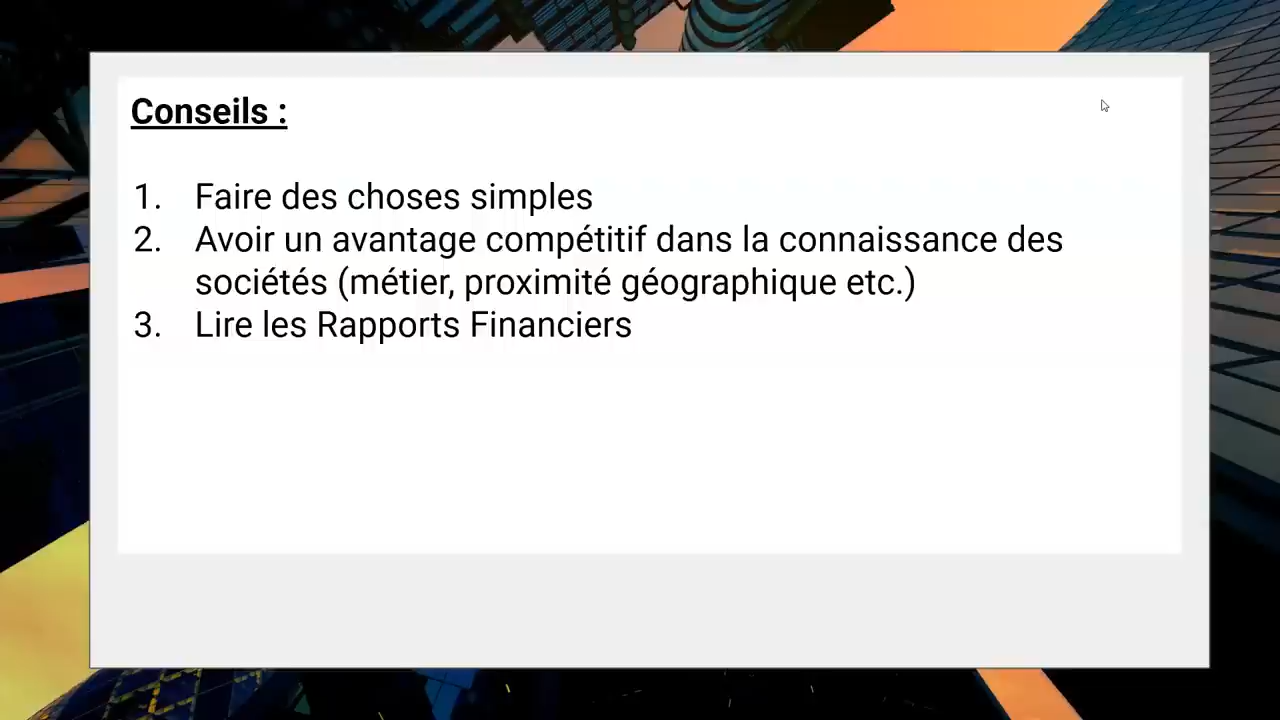 Conseils :
1. Faire des choses simples
2. Avoir un avantage compétitif dans la connaissance des
sociétés (métier, proximité géographique etc.)
3. Lire les Rapports Financiers